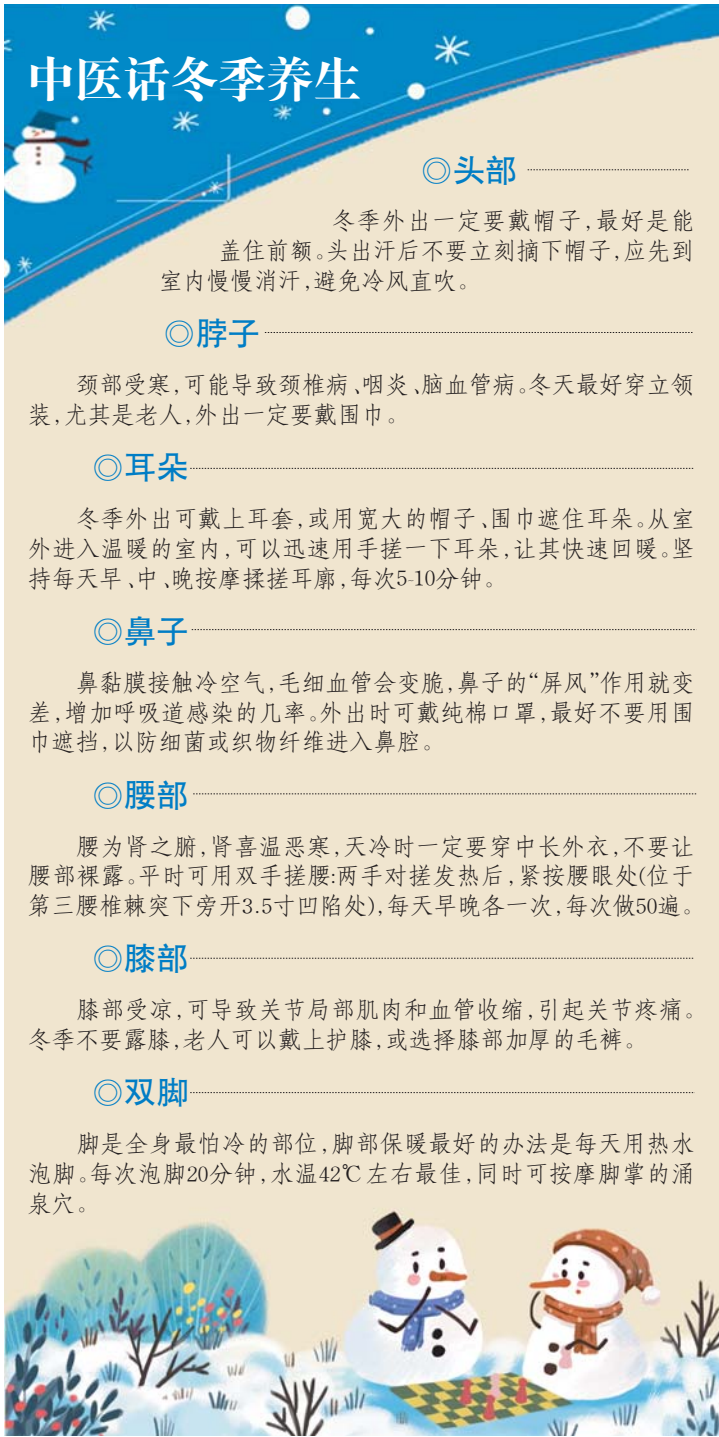 中医话冬季养生
◎头部
冬季外出一定要戴帽子,最好是能
盖住前额。头出汗后不要立刻摘下帽子,应先到
室内慢慢消汗,避免冷风直吹。
◎脖子
颈部受寒,可能导致颈椎病、咽炎、脑血管病。冬天最好穿立领
装,尤其是老人,外出一定要戴围巾。
◎耳朵
冬季外出可戴上耳套,或用宽大的帽子、围巾遮住耳朵。从室
外进入温暖的室内,可以迅速用手搓一下耳朵,让其快速回暖。坚
持每天早、中、晚按摩揉搓耳廓,每次5-10分钟。
◎鼻子
鼻黏膜接触冷空气,毛细血管会变脆,鼻子的“屏风”作用就变
差,增加呼吸道感染的几率。外出时可戴纯棉口罩,最好不要用围
巾遮挡,以防细菌或织物纤维进入鼻腔。
◎腰部
腰为肾之腑,肾喜温恶寒,天冷时一定要穿中长外衣,不要让
腰部裸露。平时可用双手搓腰:两手对搓发热后,紧按腰眼处(位于
第三腰椎棘突下旁开3.5寸凹陷处),每天早晚各一次,每次做50遍。
◎膝部
膝部受凉,可导致关节局部肌肉和血管收缩,引起关节疼痛。
冬季不要露膝,老人可以戴上护膝,或选择膝部加厚的毛裤。
◎双脚
脚是全身最怕冷的部位,脚部保暖最好的办法是每天用热水
泡脚。每次泡脚20分钟,水温42℃左右最佳,同时可按摩脚掌的涌
泉穴。